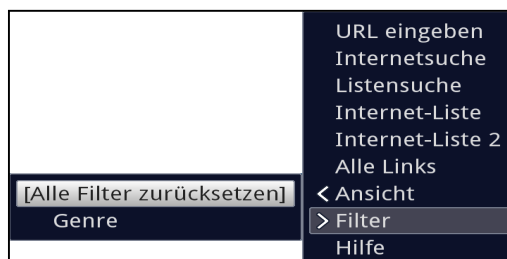 URL eingeben
Internetsuche
Listensuche
Internet-Liste
Internet-Liste 2
Alle Links
Ansicht
Filter
Hilfe
[Alle Filter zurücksetzen]
Genre